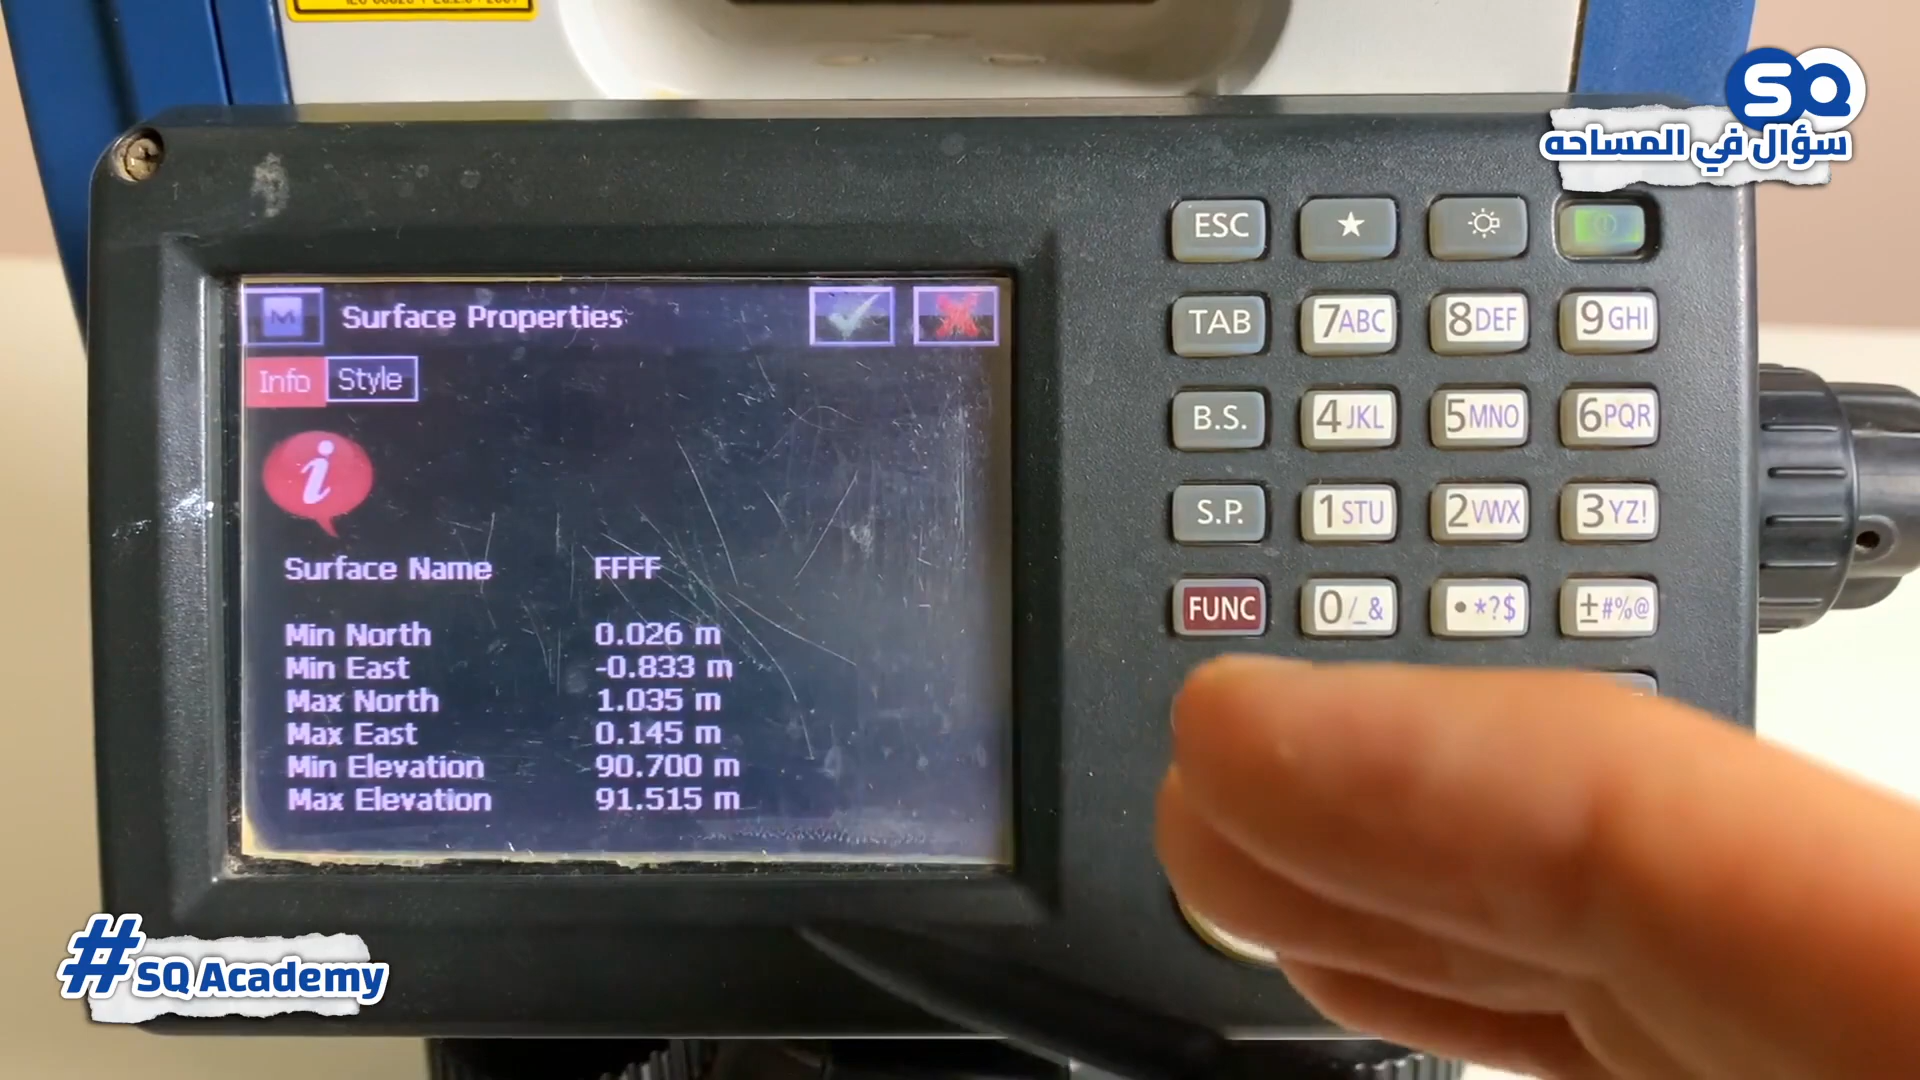 SQ
سؤال في المساحه
Surface Properties
Info
Style
Surface Name FFFF
Min North 0.026 m
Min East -0.833 m
Max North 1.035 m
Max East 0.145 m
Min Elevation 90.700 m
Max Elevation 91.515 m
ESC ★
TAB 7ABC 8DEF 9GHI
B.S. 4JKL 5MNO 6PQR
S.P. 1STU 2VWX 3YZ!
FUNC 0/_& •*?$ ±#%@
#SQ Academy